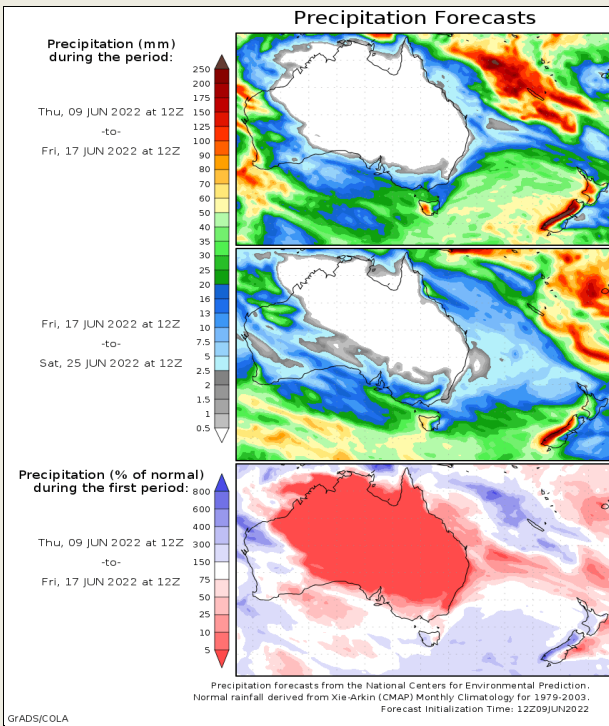 Precipitation Forecasts
Precipitation (mm)
during the period:
Thu, 09 JUN 2022 at 12Z
-to-
Fri, 17 JUN 2022 at 12Z
250
200
175
150
125
100
90
80
70
60
50
40
35
30
25
20
16
13
10
7.5
5
2.5
2
1.5
1
0.5
Fri, 17 JUN 2022 at 12Z
-to-
Sat, 25 JUN 2022 at 12Z
Precipitation (% of normal)
during the first period:
Thu, 09 JUN 2022 at 12Z
-to-
Fri, 17 JUN 2022 at 12Z
800
600
400
300
150
75
50
25
10
5
Precipitation forecasts from the National Centers for Environmental Prediction.
Normal rainfall derived from Xie-Arkin (CMAP) Monthly Climatology for 1979-2003.
Forecast Initialization Time: 12Z09JUN2022
GrADS/COLA